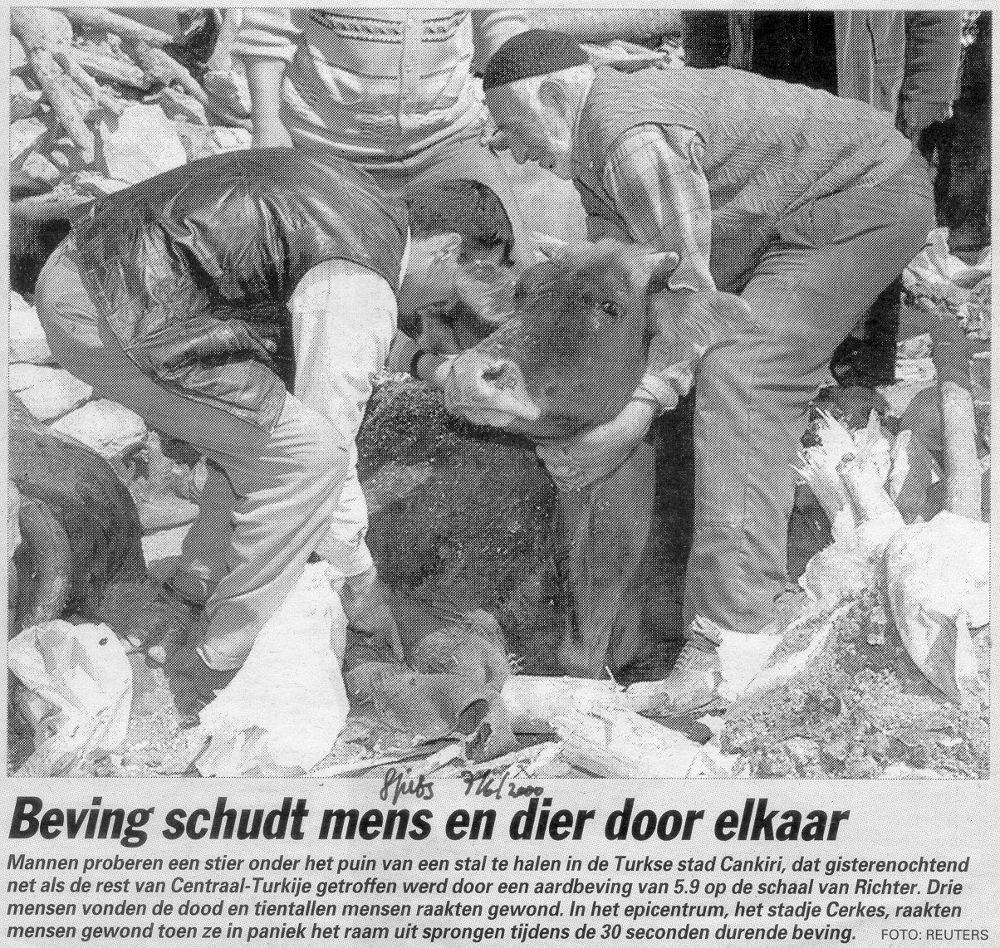 Spits 7/6/2000
Beving schudt mens en dier door elkaar
Mannen proberen een stier onder het puin van een stal te halen in de Turkse stad Cankiri, dat gisterenochtend
net als de rest van Centraal-Turkije getroffen werd door een aardbeving van 5.9 op de schaal van Richter. Drie
mensen vonden de dood en tientallen mensen raakten gewond. In het epicentrum, het stadje Cerkes, raakten
mensen gewond toen ze in paniek het raam uit sprongen tijdens de 30 seconden durende beving. FOTO: REUTERS